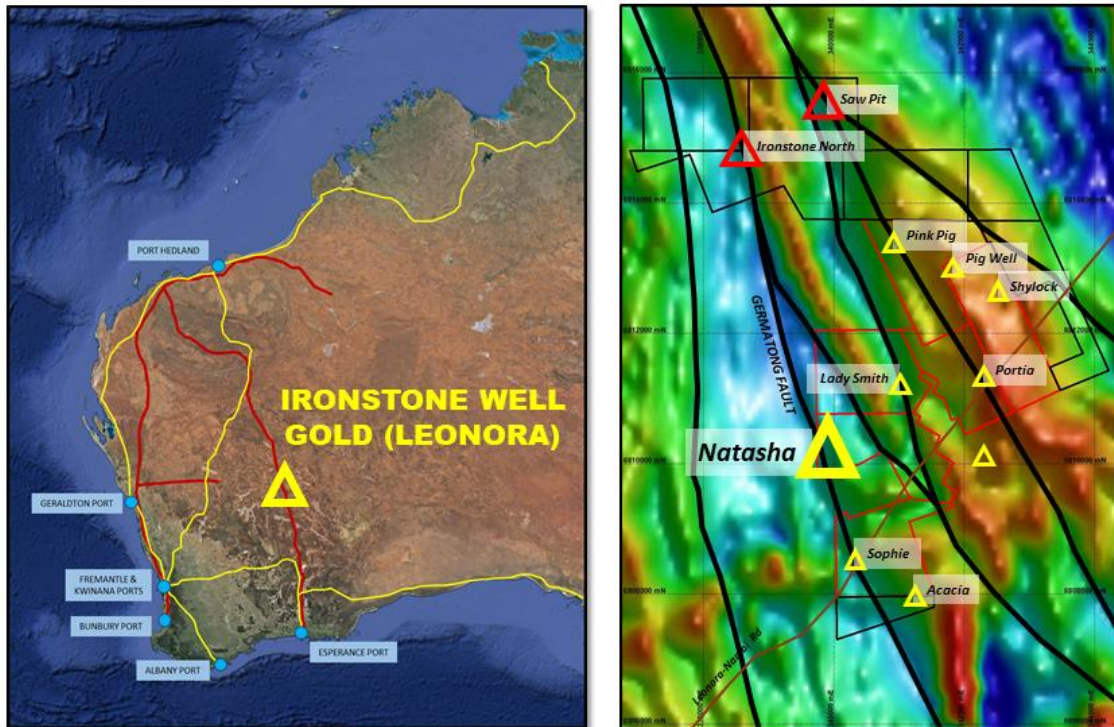 PORT HEDLAND
IRONSTONE WELL
GOLD (LEONORA)
GERALDTON PORT
FREMANTLE &
KWINANA PORTS
BUNBURY PORT
ALBANY PORT
ESPERANCE PORT
Saw Pit
Ironstone North
Pink Pig
Pig Well
Shylock
GERMATONG FAULT
Lady Smith
Portia
Natasha
Sophie
Acacia